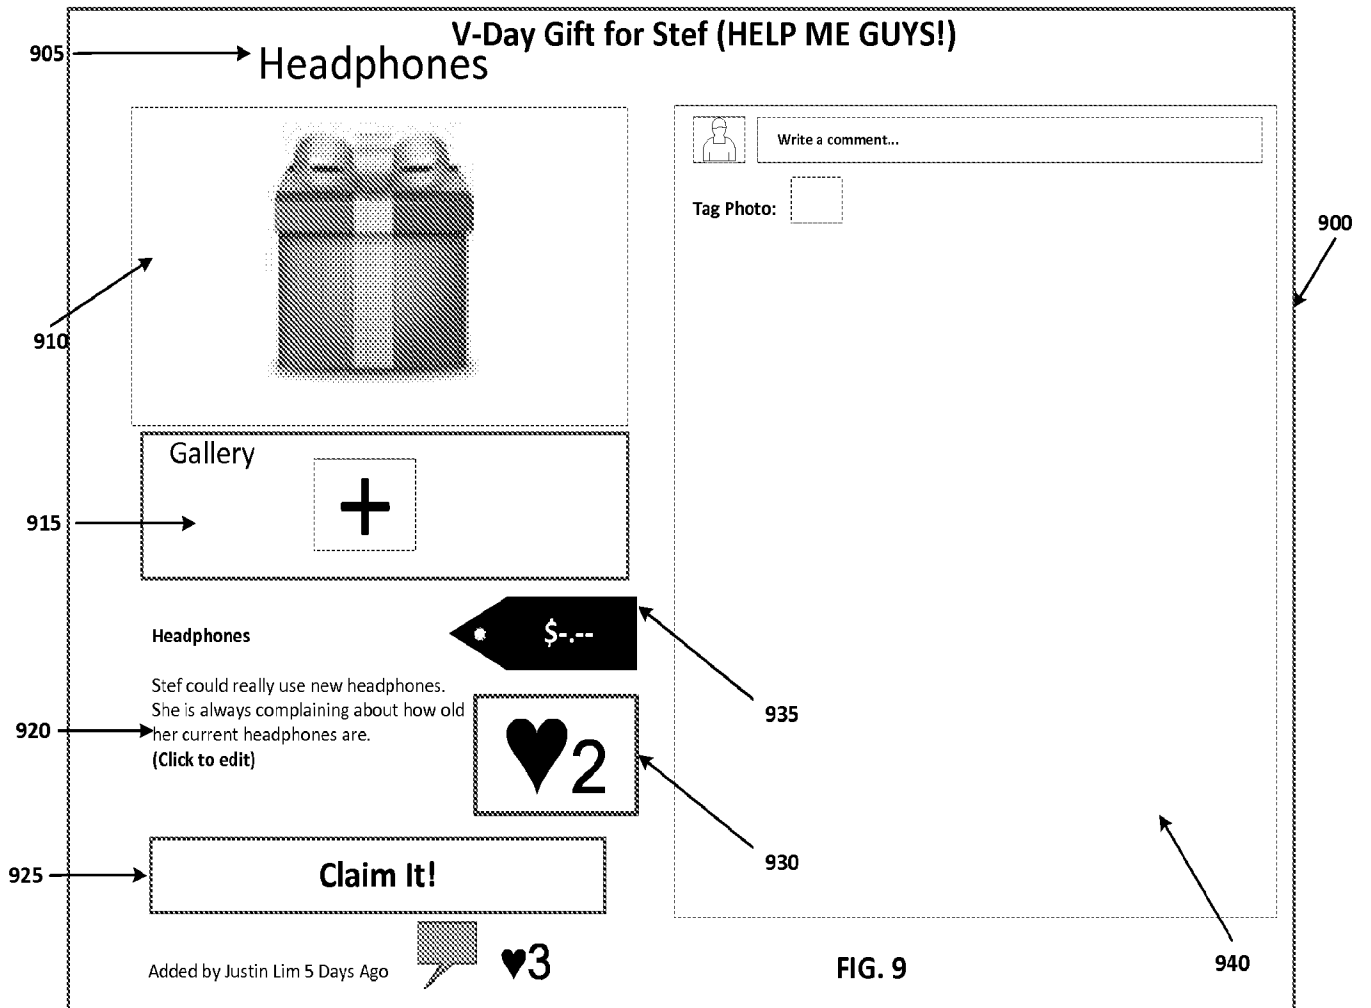 V-Day Gift for Stef (HELP ME GUYS!)
905
Headphones
Write a comment...
Tag Photo:
900
910
Gallery
+
915
Headphones
$-.--
Stef could really use new headphones.
She is always complaining about how old
her current headphones are.
(Click to edit)
920
935
♥2
930
925
Claim It!
Added by Justin Lim 5 Days Ago
♥3
FIG. 9
940